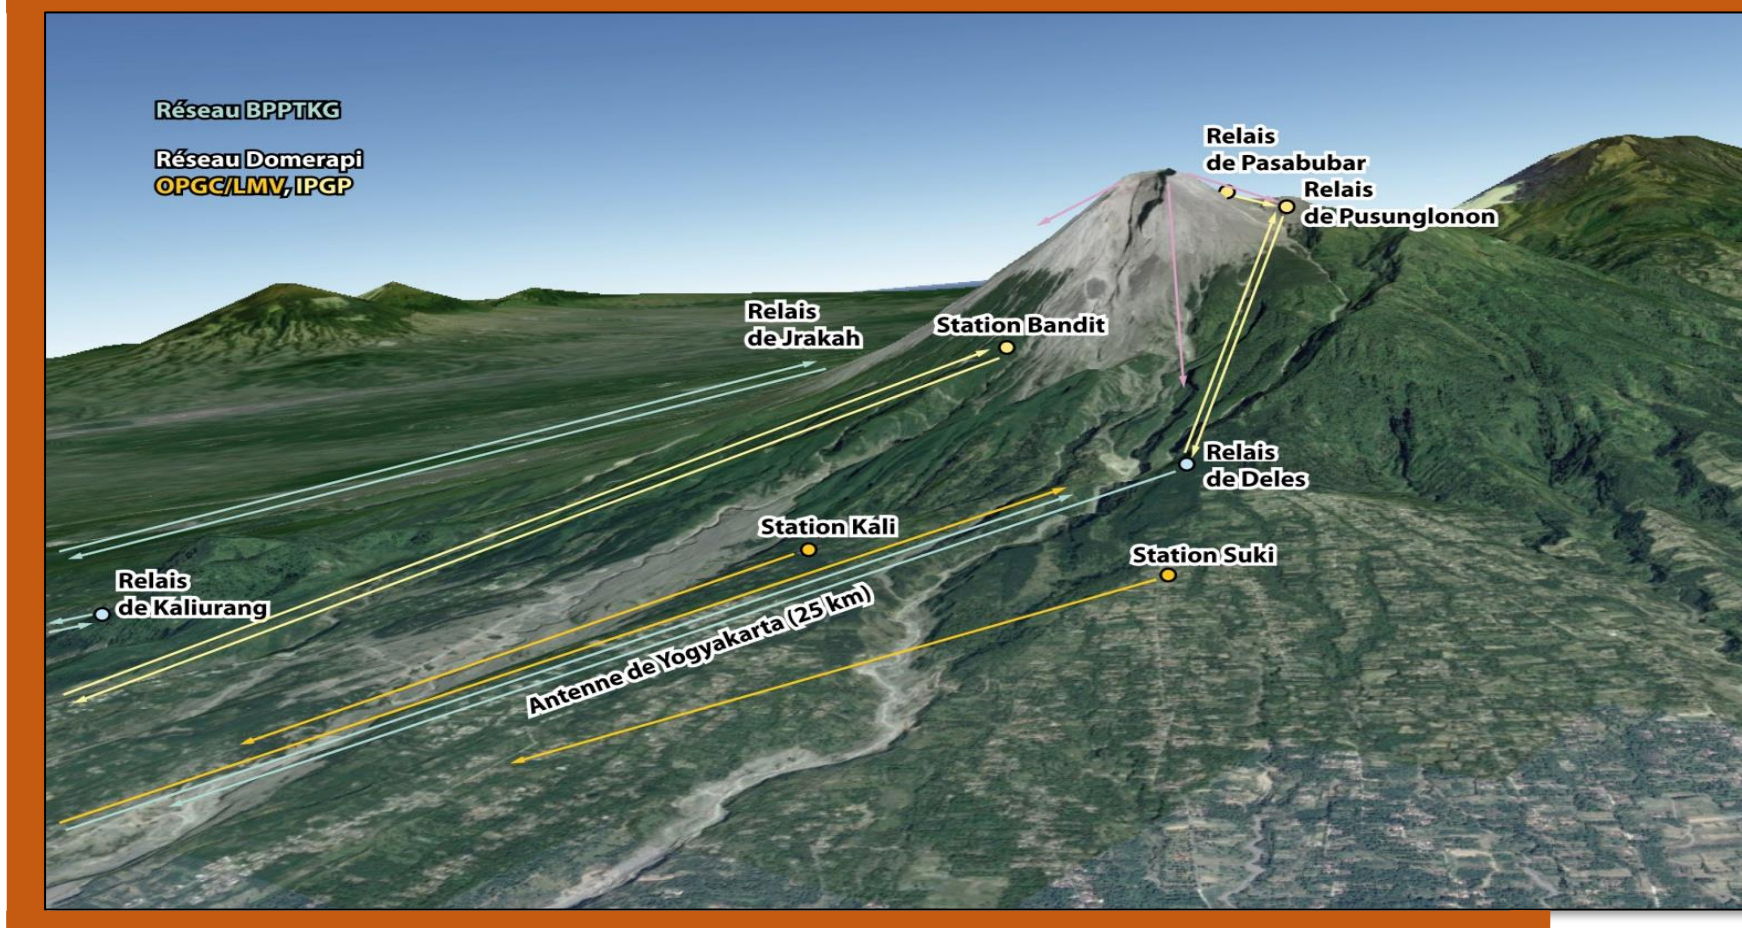 Réseau BPPTKG
Réseau Domerapi
OPGC/LMV, IPGP
Relais
de Pasabubar
Relais
de Pusunglonon
Relais
de Jrakah
Station Bandit
Relais
de Deles
Station Kali
Station Suki
Relais
de Kaliurang
Antenne de Yogyakarta (25 km)